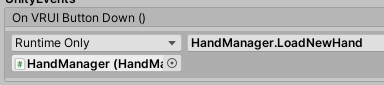 UnityEvents
On VRUI Button Down ()
Runtime Only
HandManager.LoadNewHand
HandManager (HandMa